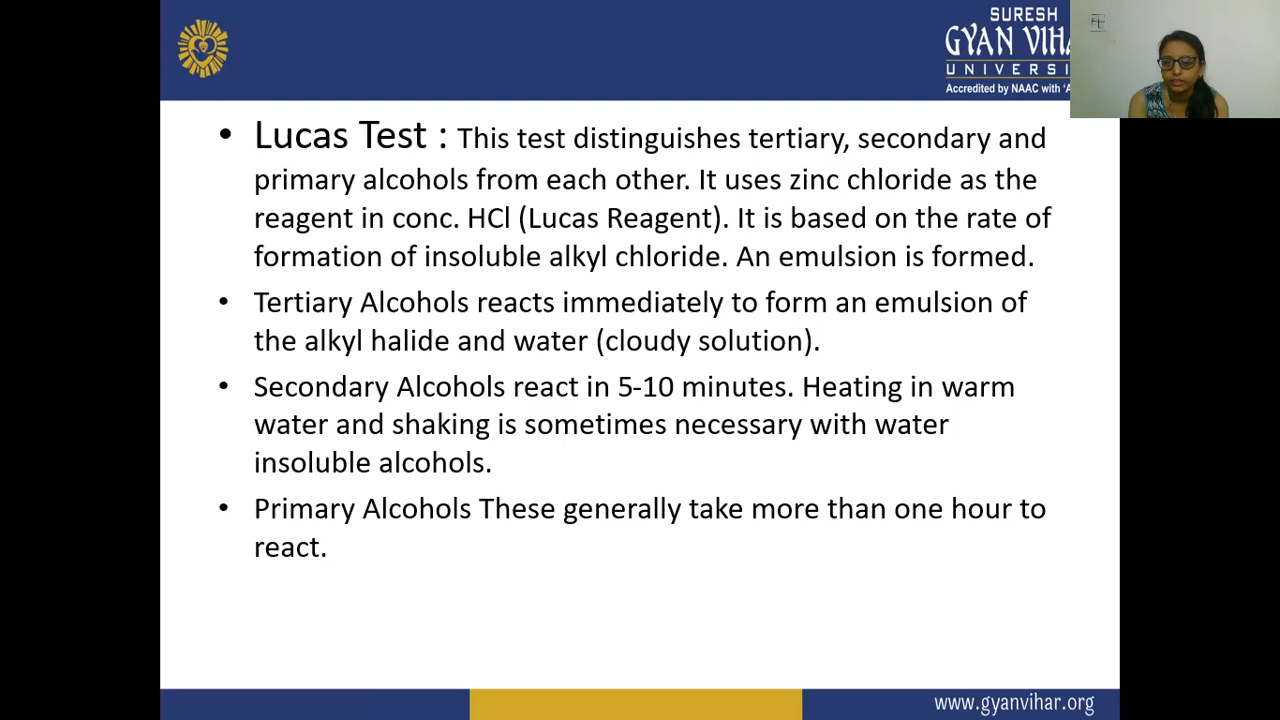 SURESH
GYAN
UNIVERSI
Accredited by NAAC with
• Lucas Test : This test distinguishes tertiary, secondary and
primary alcohols from each other. It uses zinc chloride as the
reagent in conc. HCl (Lucas Reagent). It is based on the rate of
formation of insoluble alkyl chloride. An emulsion is formed.
• Tertiary Alcohols reacts immediately to form an emulsion of
the alkyl halide and water (cloudy solution).
• Secondary Alcohols react in 5-10 minutes. Heating in warm
water and shaking is sometimes necessary with water
insoluble alcohols.
• Primary Alcohols These generally take more than one hour to
react.
www.gyanvihar.org